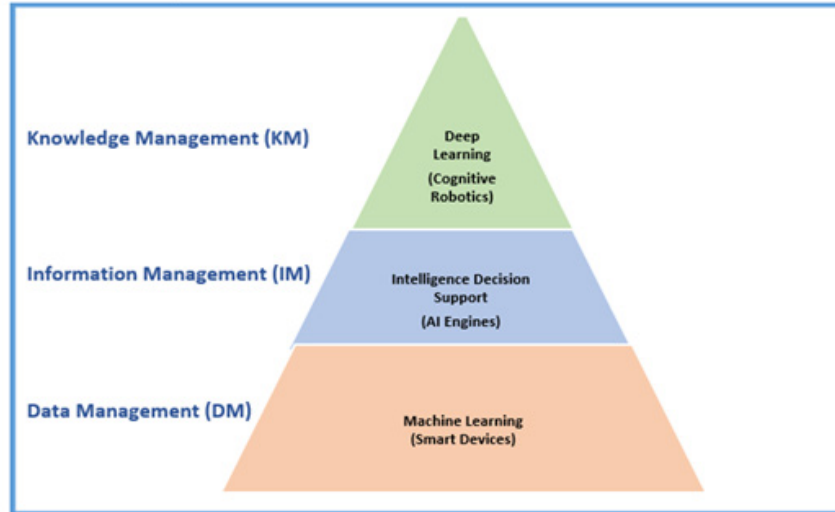 Knowledge Management (KM)
Deep
Learning
(Cognitive
Robotics)
Information Management (IM)
Intelligence Decision
Support
(AI Engines)
Data Management (DM)
Machine Learning
(Smart Devices)